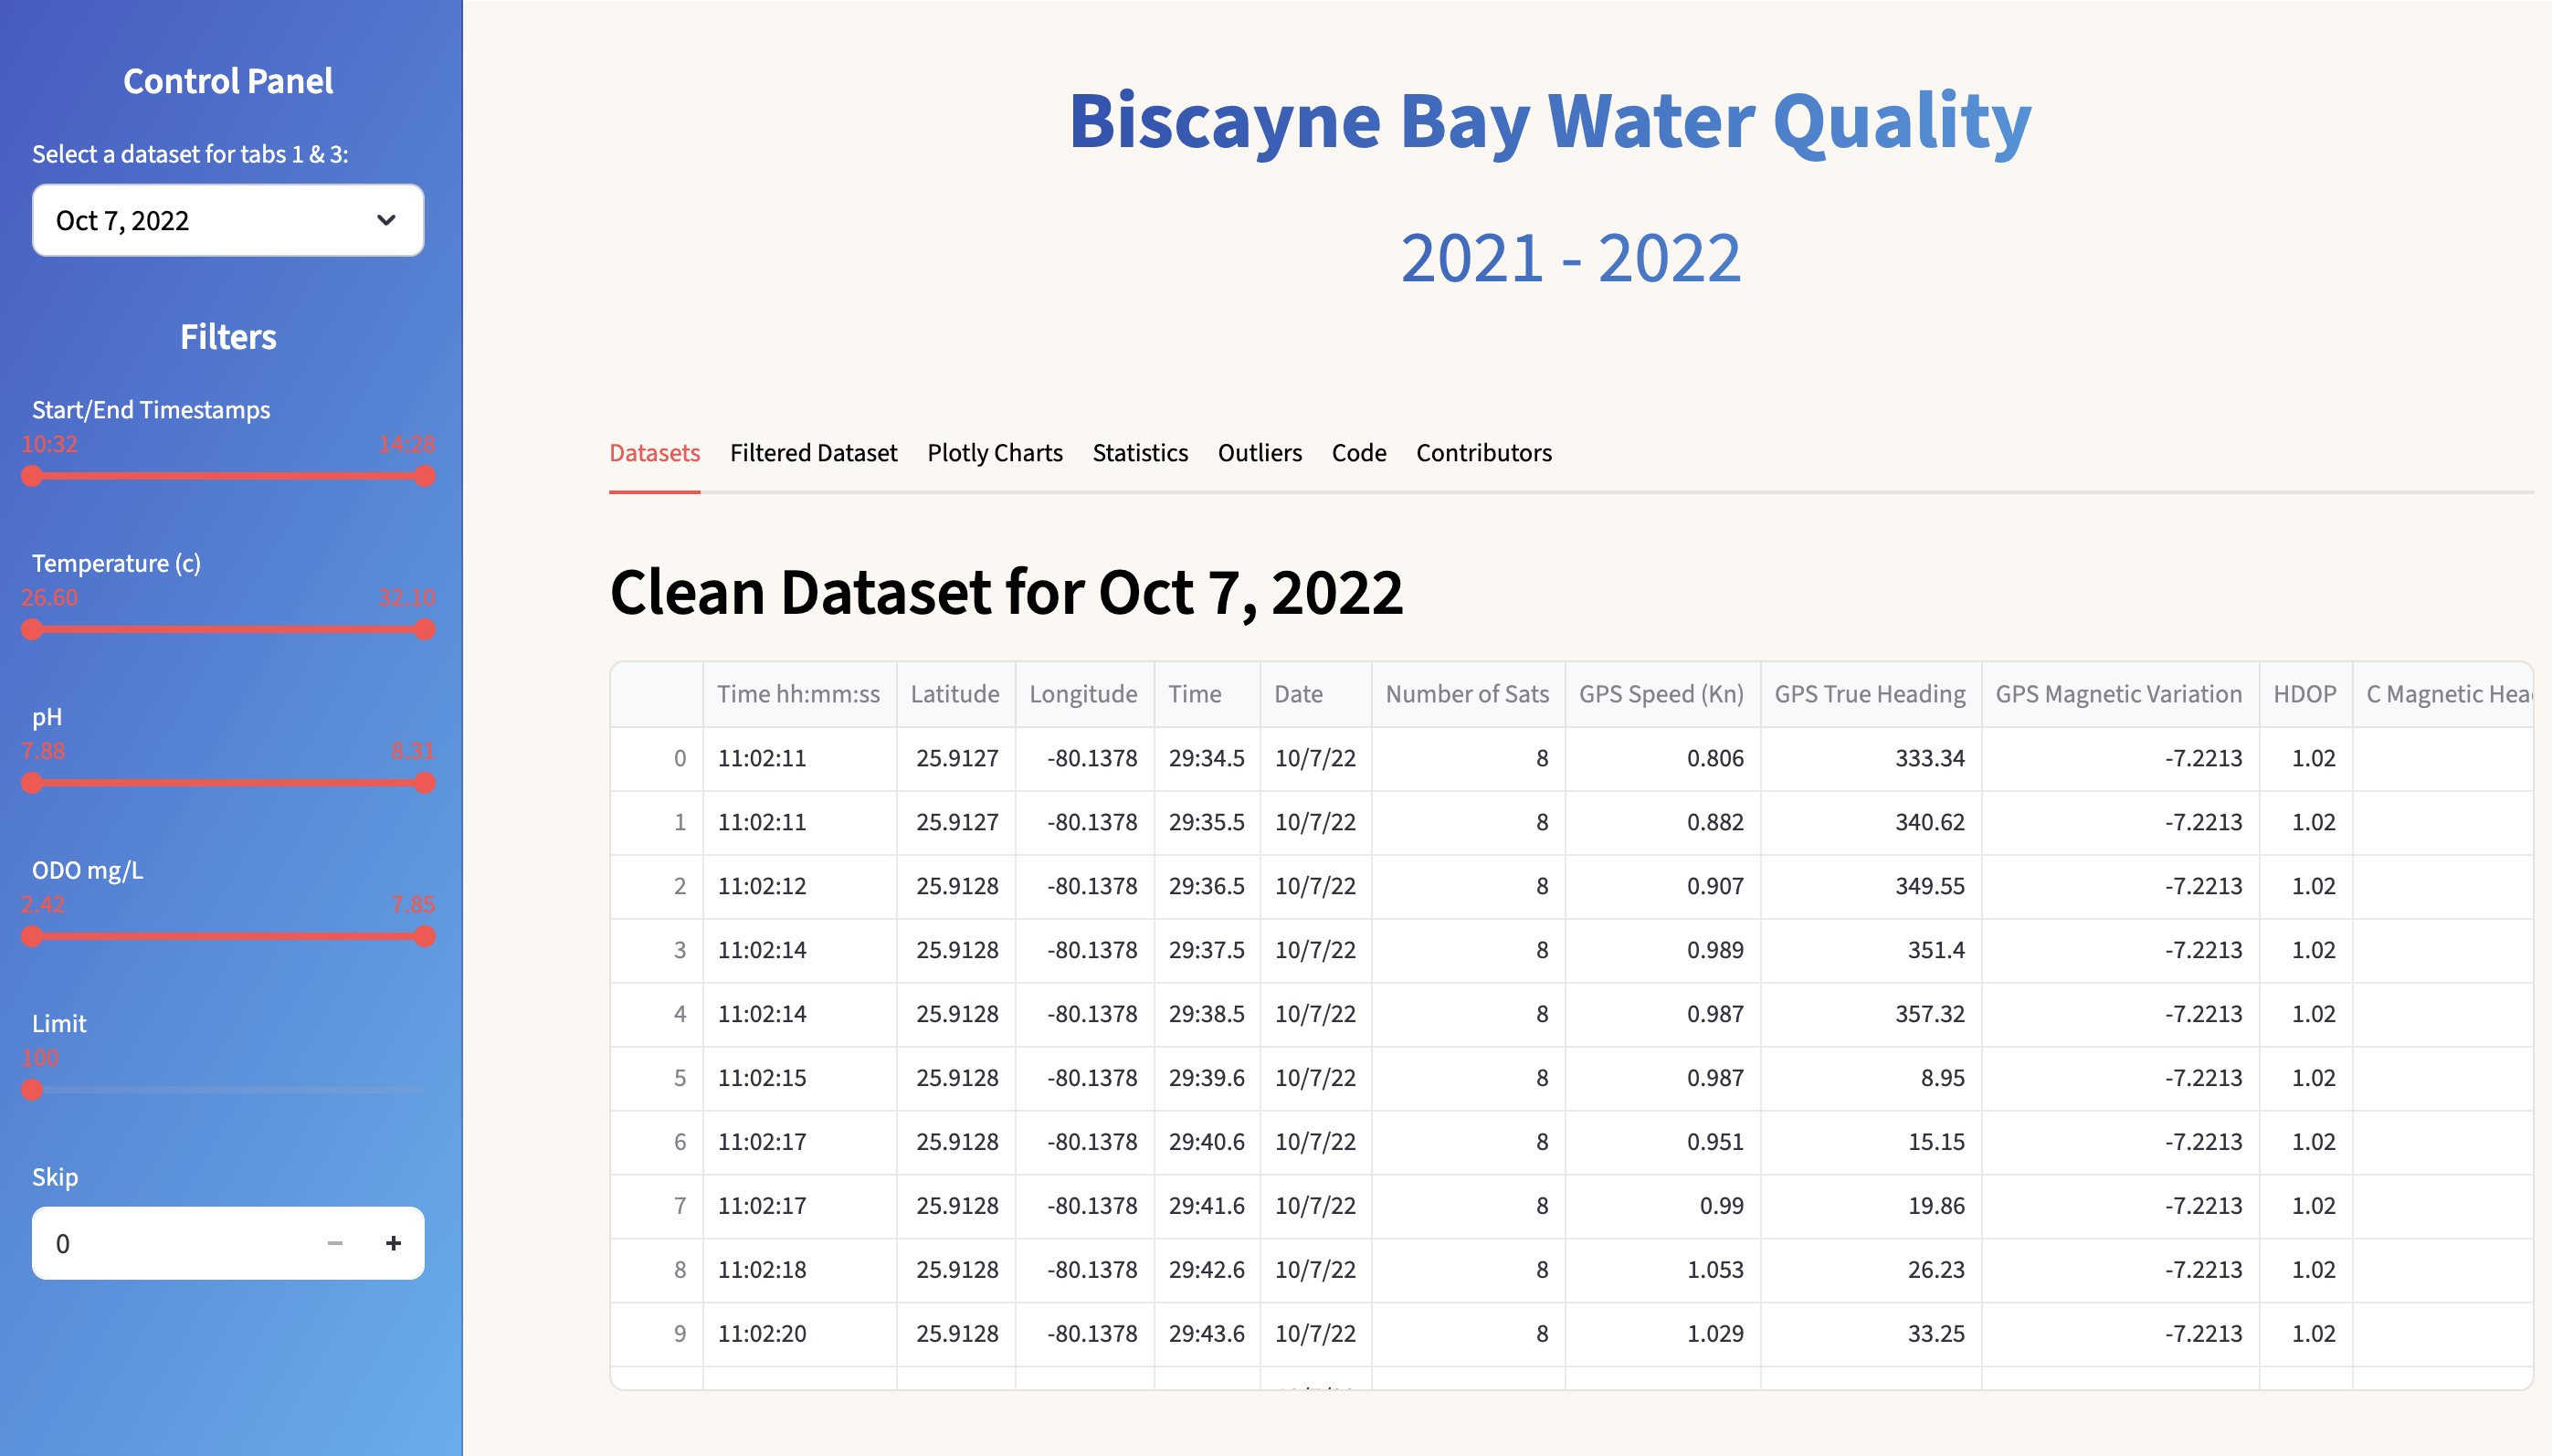 Control Panel
Select a dataset for tabs 1 & 3:
Oct 7, 2022
Filters
Start/End Timestamps
10:32 14:28
Temperature (c)
26.60 32.10
pH
7.88 8.31
ODO mg/L
2.42 7.85
Limit
100
Skip
0 − +
Biscayne Bay Water Quality
2021 - 2022
Datasets Filtered Dataset Plotly Charts Statistics Outliers Code Contributors
Clean Dataset for Oct 7, 2022
Time hh:mm:ss Latitude Longitude Time Date Number of Sats GPS Speed (Kn) GPS True Heading GPS Magnetic Variation HDOP C Magnetic
0 11:02:11 25.9127 -80.1378 29:34.5 10/7/22 8 0.806 333.34 -7.2213 1.02
1 11:02:11 25.9127 -80.1378 29:35.5 10/7/22 8 0.882 340.62 -7.2213 1.02
2 11:02:12 25.9128 -80.1378 29:36.5 10/7/22 8 0.907 349.55 -7.2213 1.02
3 11:02:14 25.9128 -80.1378 29:37.5 10/7/22 8 0.989 351.4 -7.2213 1.02
4 11:02:14 25.9128 -80.1378 29:38.5 10/7/22 8 0.987 357.32 -7.2213 1.02
5 11:02:15 25.9128 -80.1378 29:39.6 10/7/22 8 0.987 8.95 -7.2213 1.02
6 11:02:17 25.9128 -80.1378 29:40.6 10/7/22 8 0.951 15.15 -7.2213 1.02
7 11:02:17 25.9128 -80.1378 29:41.6 10/7/22 8 0.99 19.86 -7.2213 1.02
8 11:02:18 25.9128 -80.1378 29:42.6 10/7/22 8 1.053 26.23 -7.2213 1.02
9 11:02:20 25.9128 -80.1378 29:43.6 10/7/22 8 1.029 33.25 -7.2213 1.02